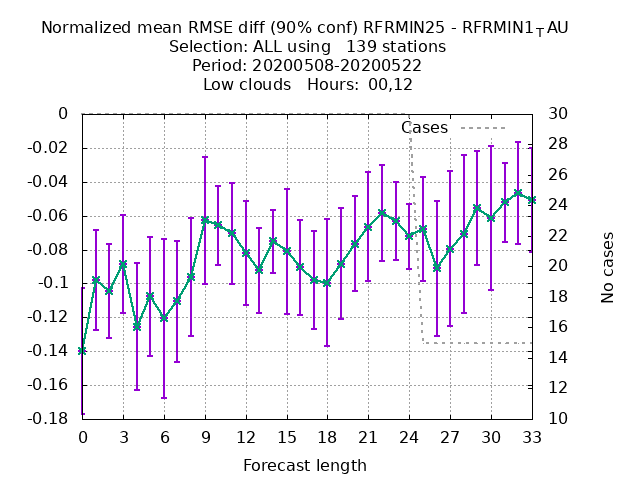 Normalized mean RMSE diff (90% conf) RFRMIN25 - RFRMIN1_TAU
Selection: ALL using   139 stations
Period: 20200508-20200522
Low clouds   Hours:  00,12
Cases
0
-0.02
-0.04
-0.06
-0.08
-0.1
-0.12
-0.14
-0.16
-0.18
30
28
26
24
22
20
18
16
14
12
10
No cases
0 3 6 9 12 15 18 21 24 27 30 33
Forecast length